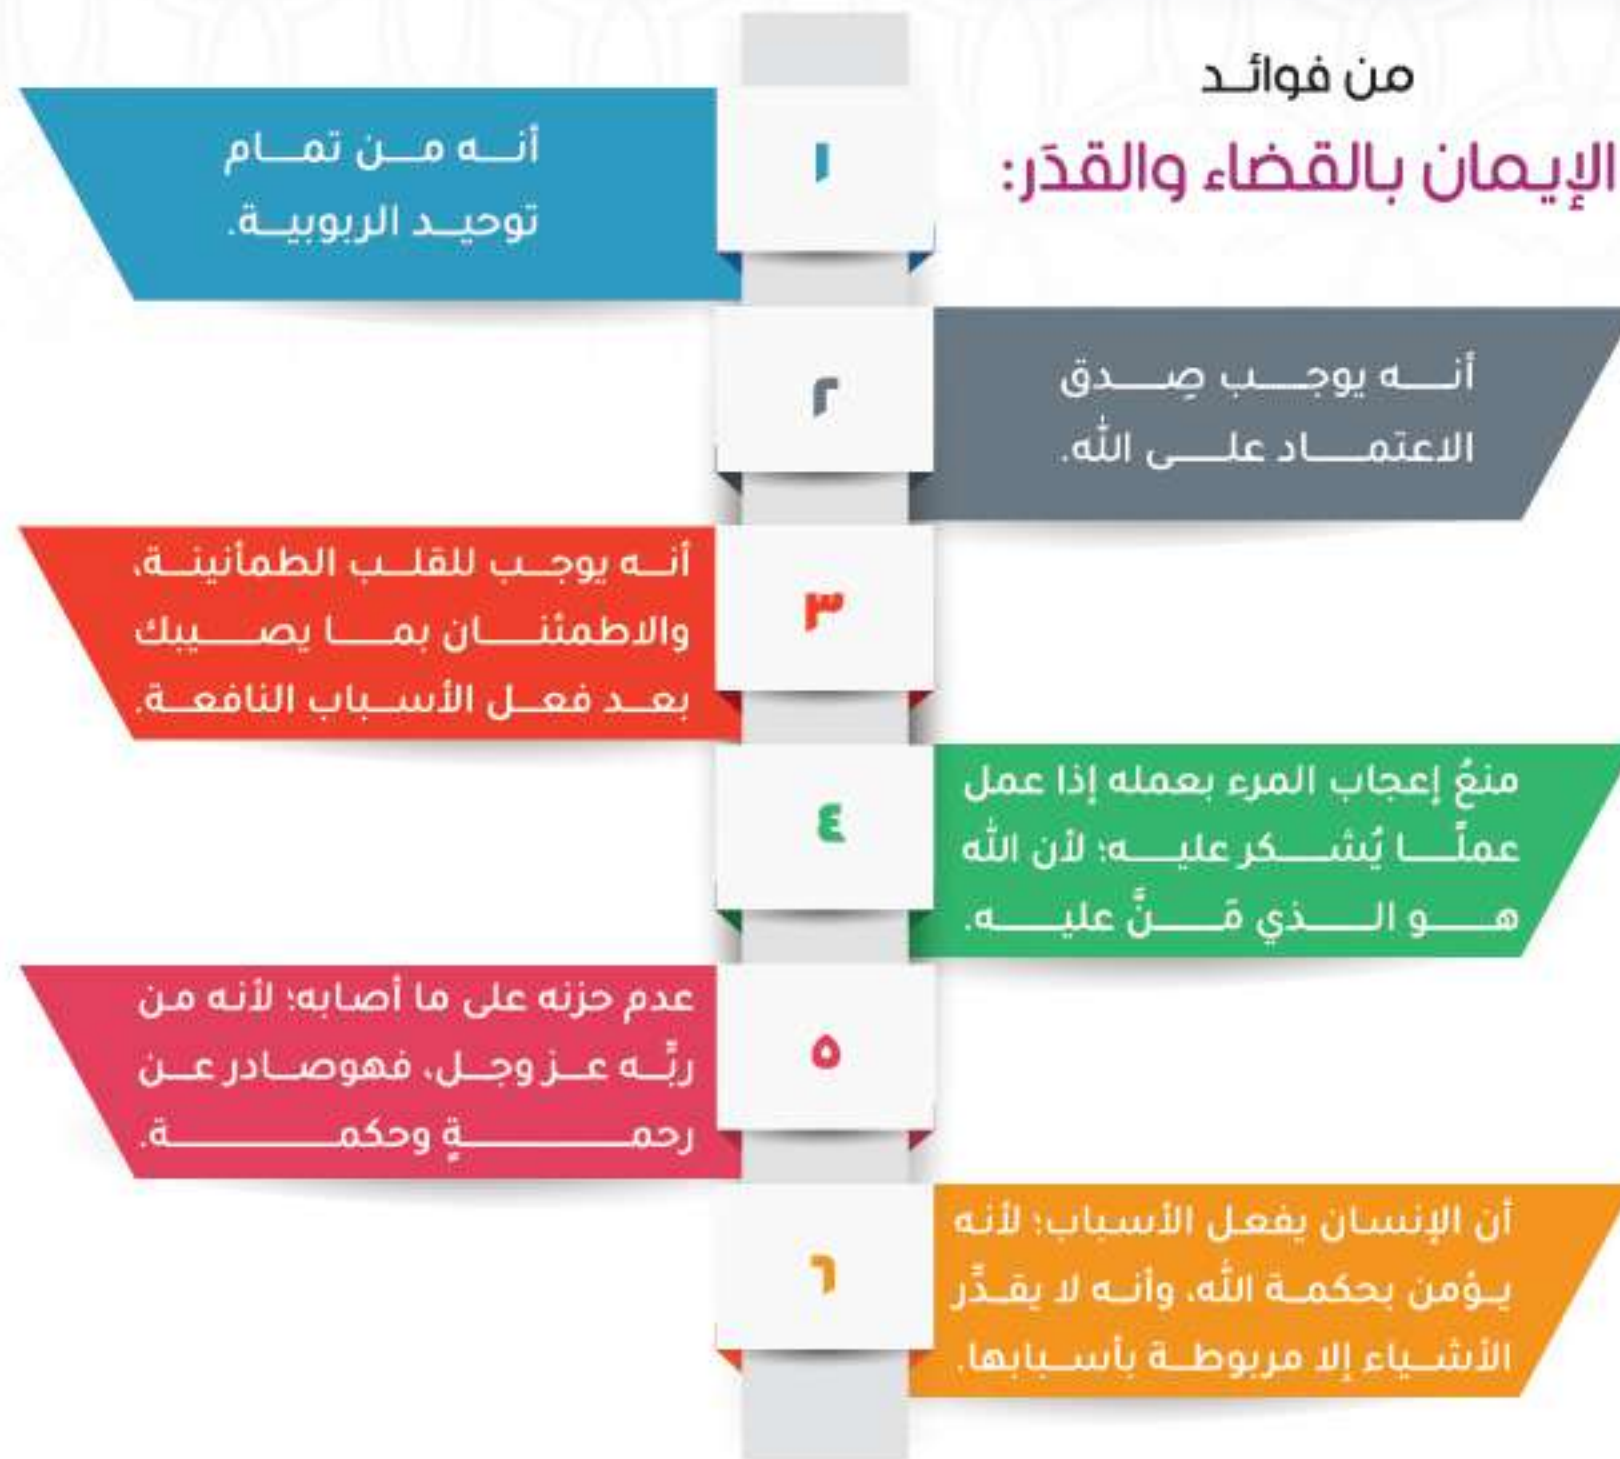 من فوائد
الإيمان بالقضاء والقدَر:
١
أنه من تمام
توحيد الربوبية.
٢
أنه يوجب صِدق
الاعتماد على الله.
٣
أنه يوجب للقلب الطمأنينة،
والاطمئنان بما يصيبك
بعد فعل الأسباب النافعة.
٤
منعُ إعجاب المرء بعمله إذا عمل
عملًا يُشكر عليه؛ لأن الله
هو الذي مَنَّ عليه.
٥
عدم حزنه على ما أصابه؛ لأنه من
ربِّه عز وجل، فهوصادر عن
رحمةٍ وحكمة.
٦
أن الإنسان يفعل الأسباب؛ لأنه
يؤمن بحكمة الله، وأنه لا يقدِّر
الأشياء إلا مربوطة بأسبابها.